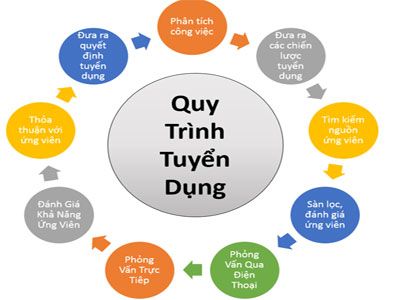 Quy
Trình
Tuyển
Dụng
Phân tích
công việc
Đưa ra
các chiến
lược tuyển
dụng
Tìm kiếm
nguồn
ứng viên
Sàn lọc,
đánh giá
ứng viên
Phỏng
Vấn Qua
Điện
Thoại
Phỏng
Vấn Trực
Tiếp
Đánh Giá
Khả Năng
Ứng Viên
Thỏa
thuận với
ứng viên
Đưa ra
quyết
định tuyển
dụng